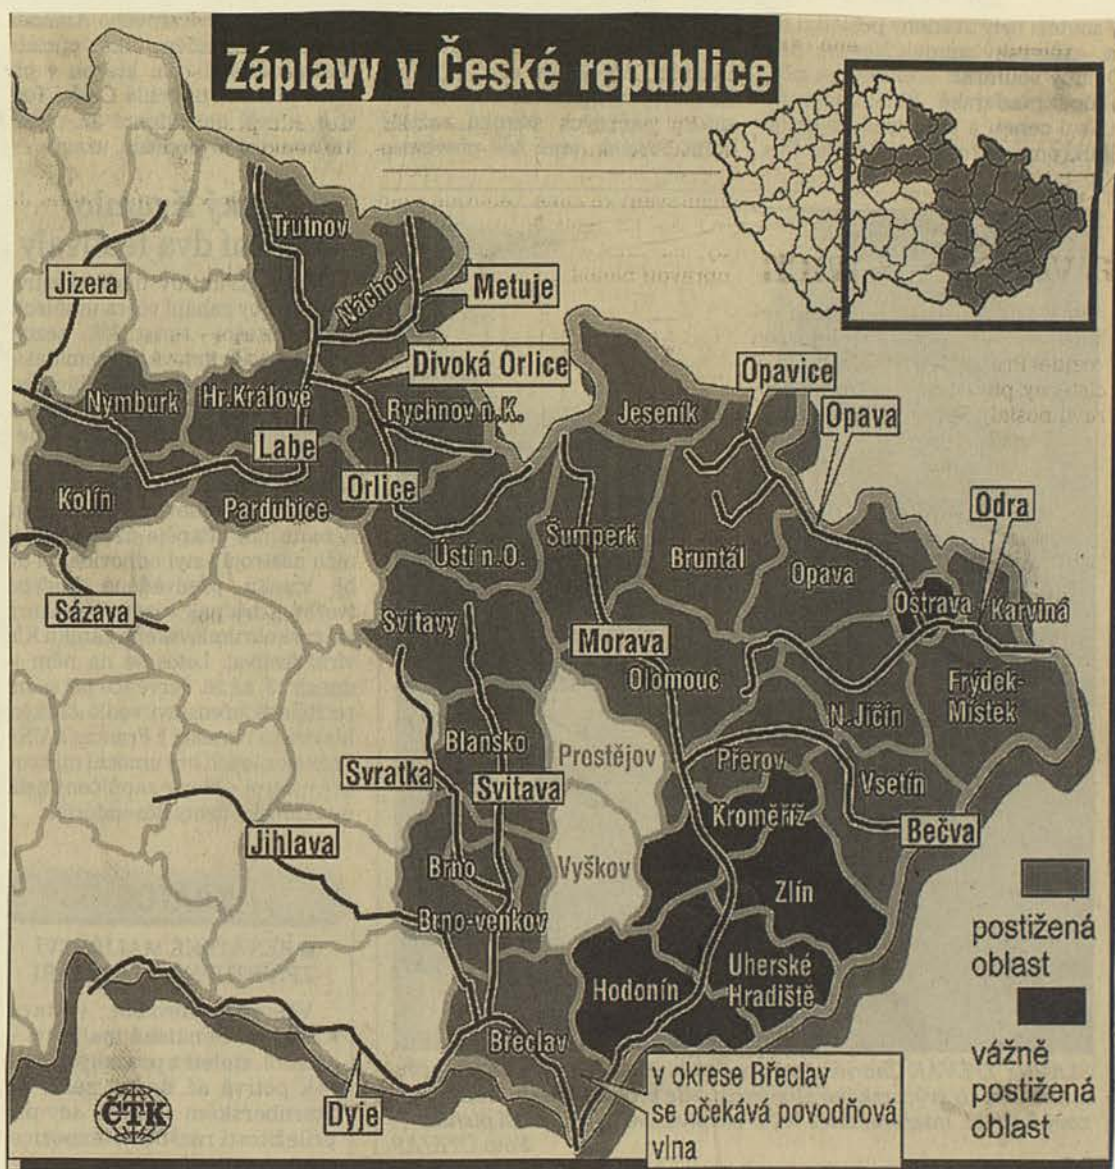 Záplavy v České republice
Trutnov
Jizera
Náchod
Metuje
Divoká Orlice
Opavice
Nymburk
Hr.Králové
Rychnov n.K.
Jeseník
Opava
Labe
Kolín
Orlice
Odra
Pardubice
Šumperk
Ústí n.O.
Bruntál
Opava
Ostrava
Karviná
Sázava
Svitavy
Morava
Olomouc
Frýdek-
Místek
N.Jičín
Blansko
Prostějov
Přerov
Svratka
Svitava
Vsetín
Kroměříž
Bečva
Jihlava
Brno
Vyškov
Zlín
Brno-venkov
postižená
oblast
Hodonín
Uherské
Hradiště
Břeclav
vážně
postižená
oblast
v okrese Břeclav
se očekává povodňová
vlna
Dyje
ČTK